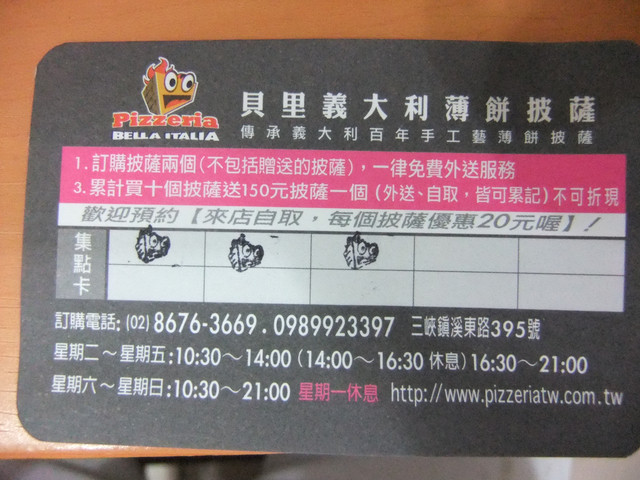 Pizzeria
BELLA ITALIA
貝里義大利薄餅披薩
傳承義大利百年手工藝薄餅披薩
1. 訂購披薩兩個(不包括贈送的披薩)，一律免費外送服務
3. 累計買十個披薩送150元披薩一個 (外送、自取，皆可累記) 不可折現
歡迎預約【來店自取，每個披薩優惠20元喔】!
集點卡
訂購電話: (02) 8676-3669 . 0989923397 三峽鎮溪東路395號
星期二～星期五:10:30～14:00 (14:00～16:30 休息) 16:30～21:00
星期六～星期日:10:30～21:00 星期一休息 http://www.pizzeriatw.com.tw